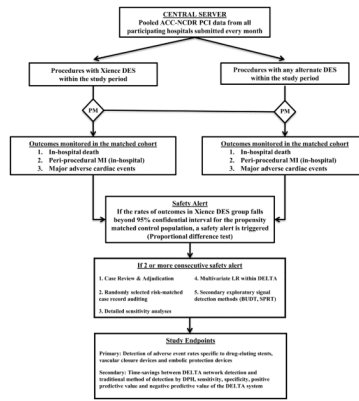 CENTRAL SERVER
Pooled ACC-NCDR PCI data from all
participating hospitals submitted every month
Procedures with Xience DES
within the study period
Procedures with any alternate DES
within the study period
PM
PM
Outcomes monitored in the matched cohort
1. In-hospital death
2. Peri-procedural MI (in-hospital)
3. Major adverse cardiac events
Outcomes monitored in the matched cohort
1. In-hospital death
2. Peri-procedural MI (in-hospital)
3. Major adverse cardiac events
Safety Alert
If the rates of outcomes in Xience DES group falls
beyond 95% confidential interval for the propensity
matched control population, a safety alert is triggered
(Proportional difference test)
If 2 or more consecutive safety alert
1. Case Review & Adjudication
2. Randomly selected risk-matched
case record auditing
3. Detailed sensitivity analyses
4. Multivariate LR within DELTA
5. Secondary exploratory signal
detection methods (BUDT, SPRT)
Study Endpoints
Primary: Detection of adverse event rates specific to drug-eluting stents,
vascular closure devices and embolic protection devices
Secondary: Time-savings between DELTA network detection and
traditional method of detection by DPH, sensitivity, specificity, positive
predictive value and negative predictive value of the DELTA system